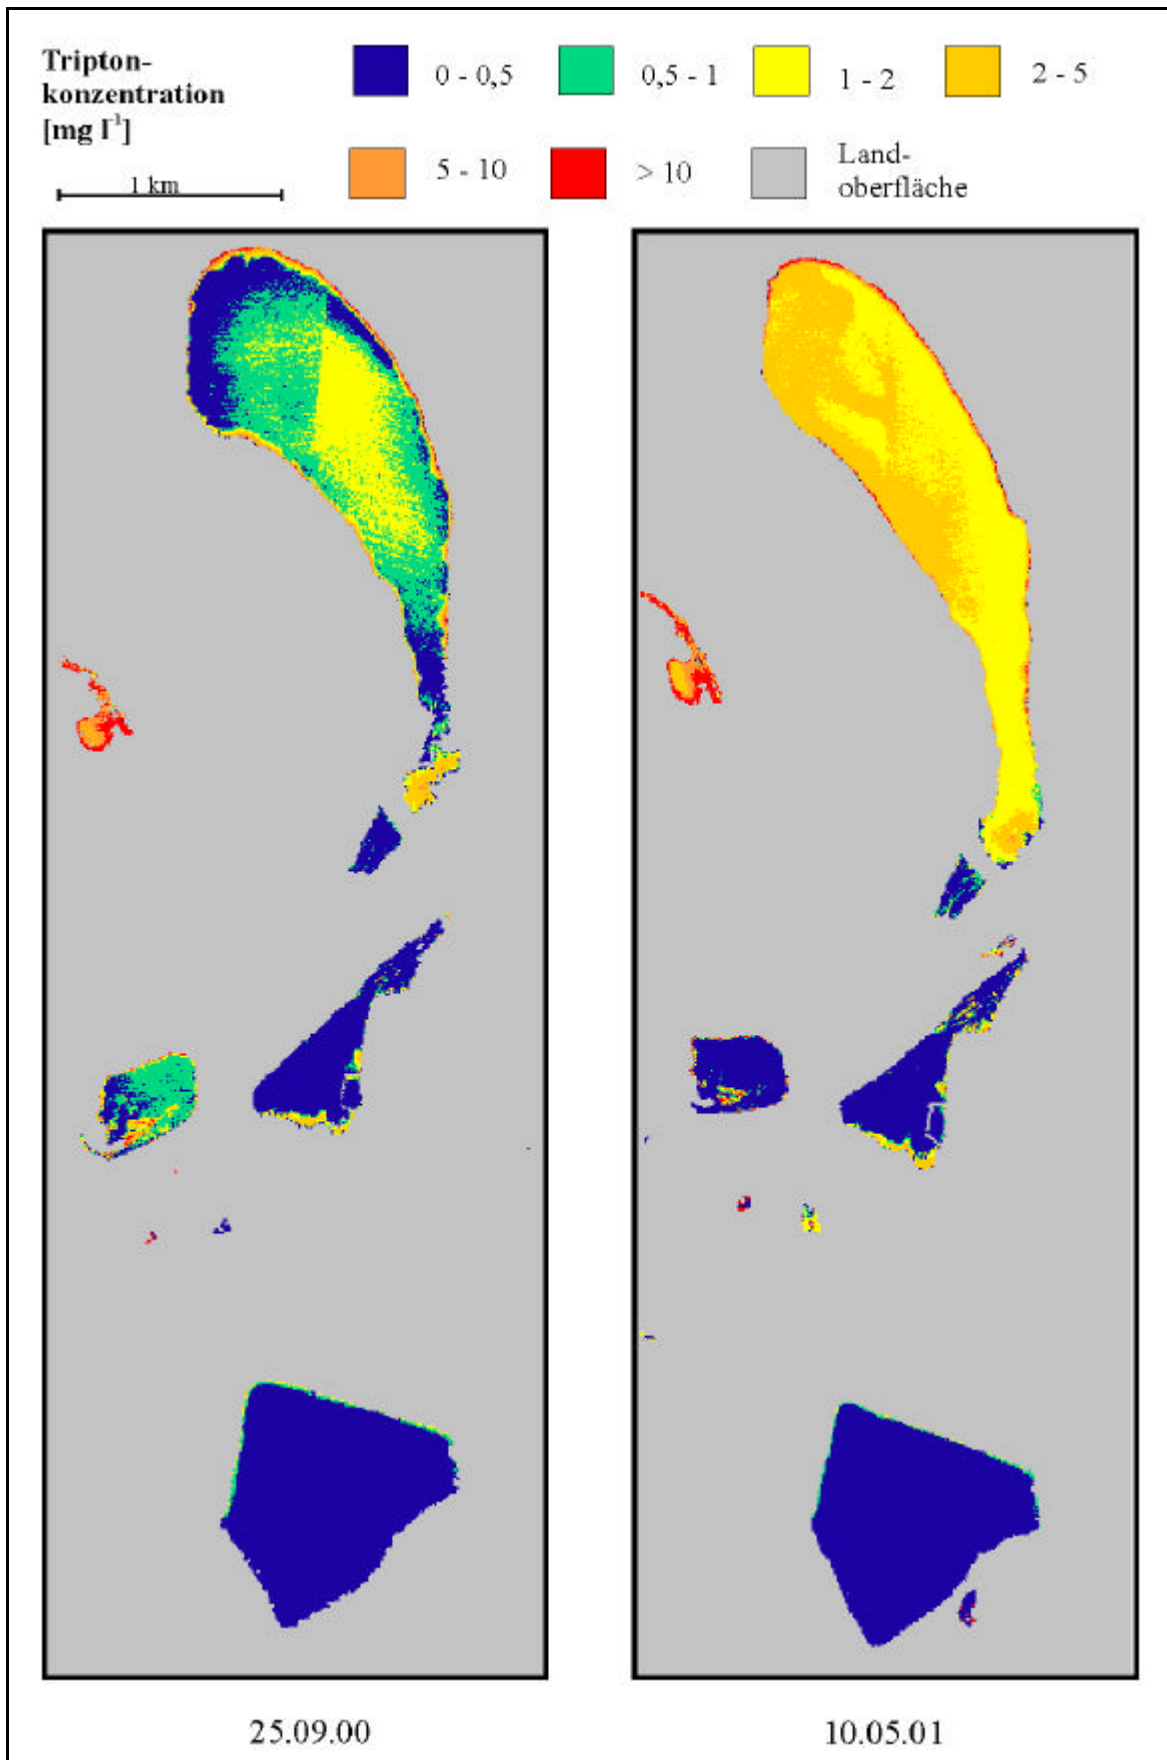 Tripton-
konzentration
[mg l⁻¹]
0 - 0,5
0,5 - 1
1 - 2
2 - 5
1 km
5 - 10
> 10
Land-
oberfläche
25.09.00
10.05.01